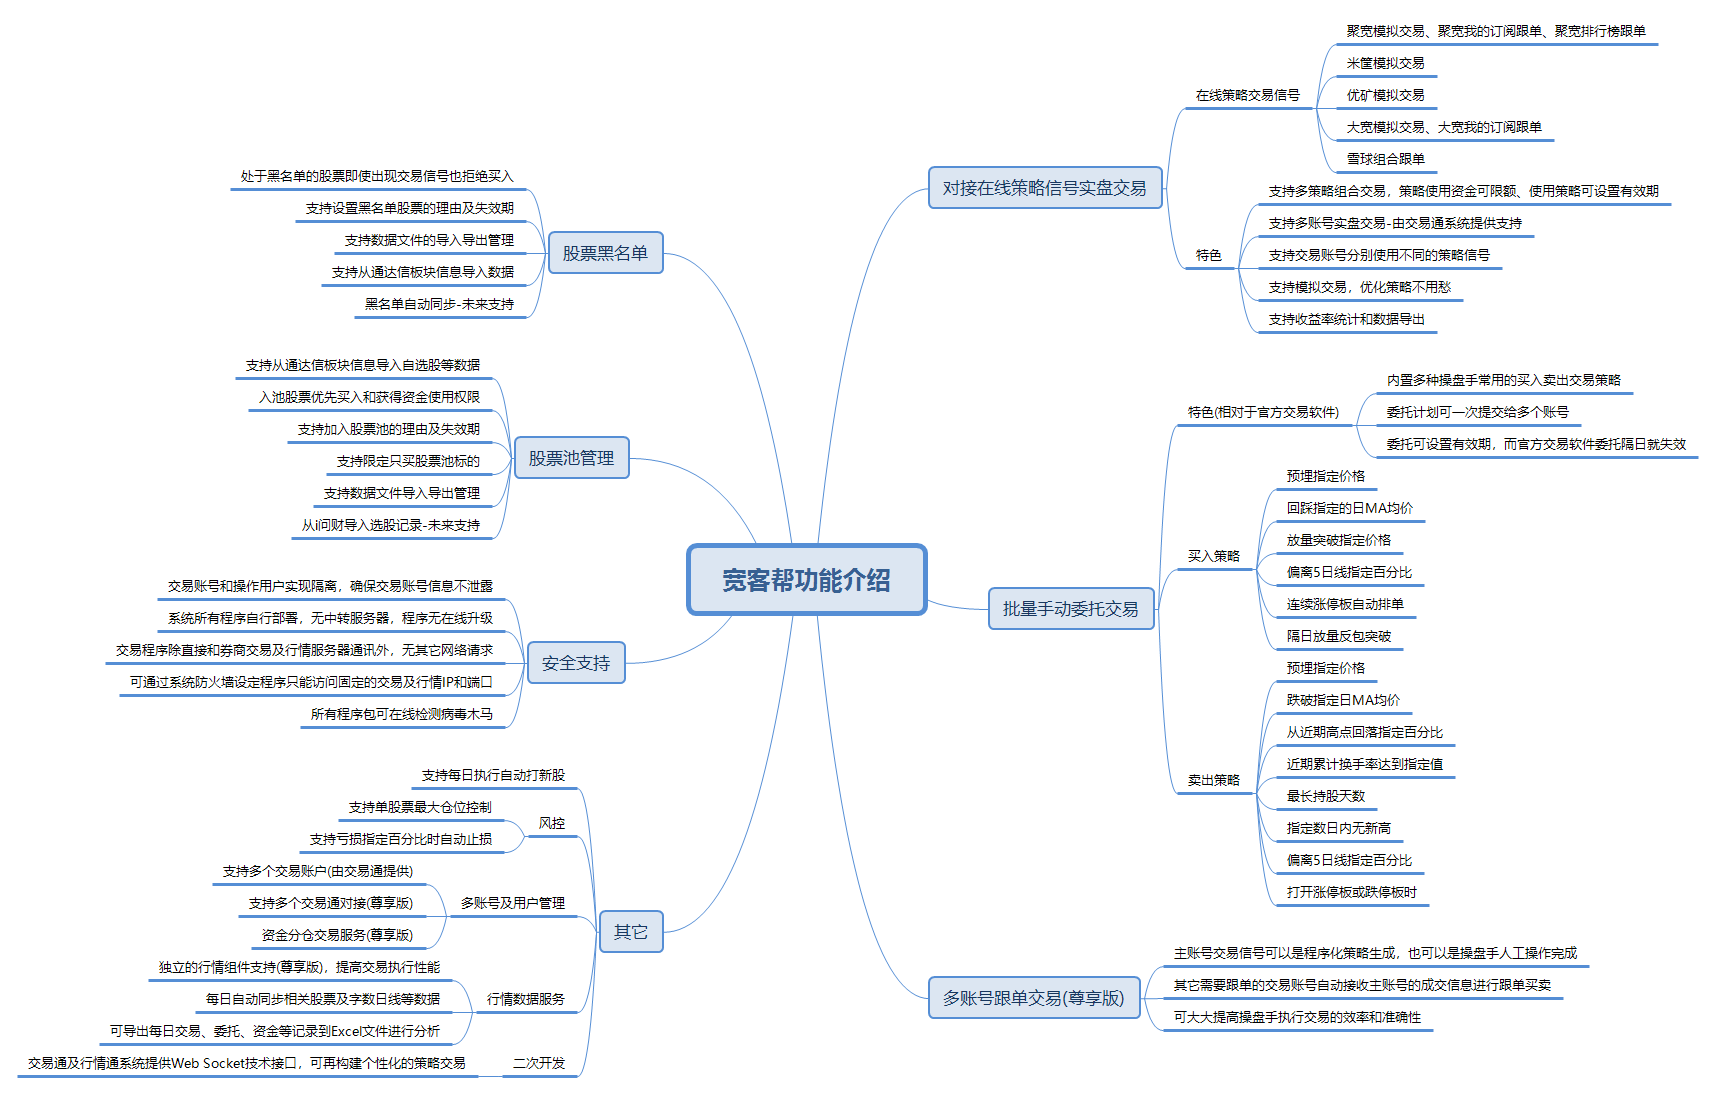 宽客帮功能介绍
对接在线策略信号实盘交易
在线策略交易信号
聚宽模拟交易、聚宽我的订阅跟单、聚宽排行榜跟单
米筐模拟交易
优矿模拟交易
大宽模拟交易、大宽我的订阅跟单
雪球组合跟单
特色
支持多策略组合交易，策略使用资金可限额、使用策略可设置有效期
支持多账号实盘交易-由交易通系统提供支持
支持交易账号分别使用不同的策略信号
支持模拟交易，优化策略不用愁
支持收益率统计和数据导出
批量手动委托交易
特色(相对于官方交易软件)
内置多种操盘手常用的买入卖出交易策略
委托计划可一次提交给多个账号
委托可设置有效期，而官方交易软件委托隔日就失效
买入策略
预埋指定价格
回踩指定的日MA均价
放量突破指定价格
偏离5日线指定百分比
连续涨停板自动排单
隔日放量反包突破
卖出策略
预埋指定价格
跌破指定日MA均价
从近期高点回落指定百分比
近期累计换手率达到指定值
最长持股天数
指定数日内无新高
偏离5日线指定百分比
打开涨停板或跌停板时
多账号跟单交易(尊享版)
主账号交易信号可以是程序化策略生成，也可以是操盘手人工操作完成
其它需要跟单的交易账号自动接收主账号的成交信息进行跟单买卖
可大大提高操盘手执行交易的效率和准确性
股票黑名单
处于黑名单的股票即使出现交易信号也拒绝买入
支持设置黑名单股票的理由及失效期
支持数据文件的导入导出管理
支持从通达信板块信息导入数据
黑名单自动同步-未来支持
股票池管理
支持从通达信板块信息导入自选股等数据
入池股票优先买入和获得资金使用权限
支持加入股票池的理由及失效期
支持限定只买股票池标的
支持数据文件导入导出管理
从i问财导入选股记录-未来支持
安全支持
交易账号和操作用户实现隔离，确保交易账号信息不泄露
系统所有程序自行部署，无中转服务器，程序无在线升级
交易程序除直接和券商交易及行情服务器通讯外，无其它网络请求
可通过系统防火墙设定程序只能访问固定的交易及行情IP和端口
所有程序包可在线检测病毒木马
其它
支持每日执行自动打新股
风控
支持单股票最大仓位控制
支持亏损指定百分比时自动止损
多账号及用户管理
支持多个交易账户(由交易通提供)
支持多个交易通对接(尊享版)
资金分仓交易服务(尊享版)
行情数据服务
独立的行情组件支持(尊享版)，提高交易执行性能
每日自动同步相关股票及字数日线等数据
可导出每日交易、委托、资金等记录到Excel文件进行分析
二次开发
交易通及行情通系统提供Web Socket技术接口，可再构建个性化的策略交易